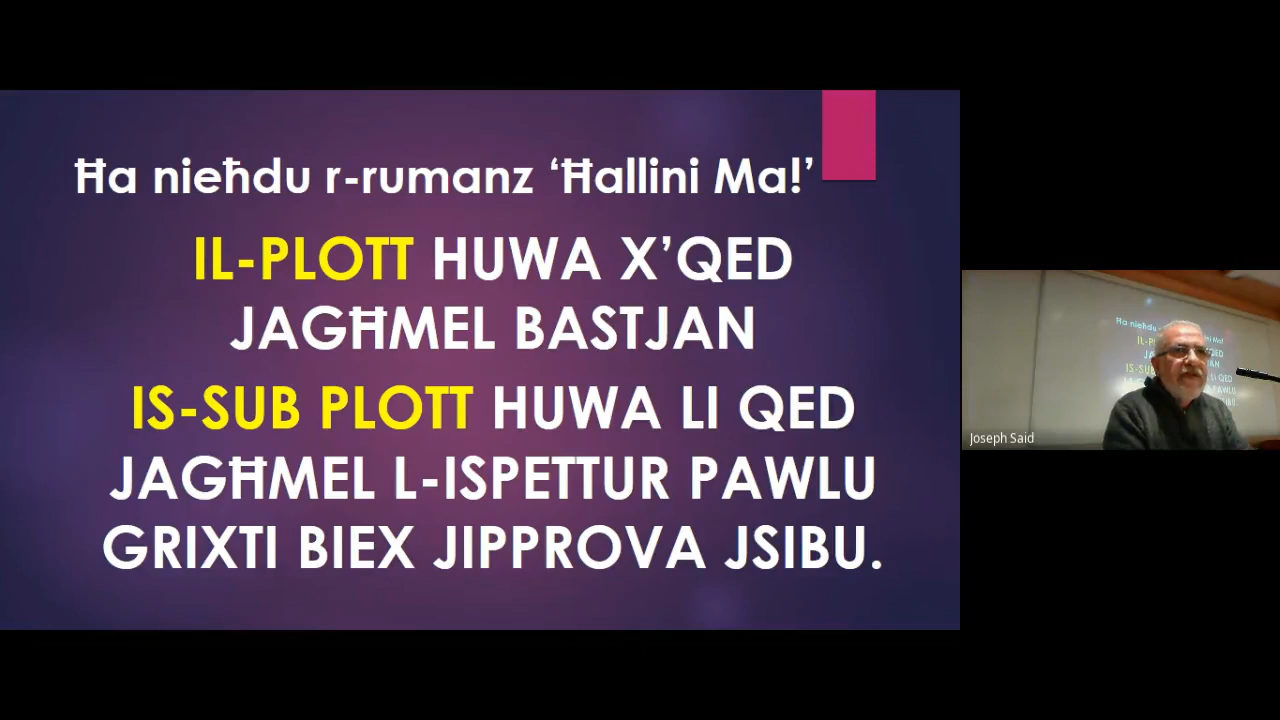 Ħa nieħdu r-rumanz ‘Ħallini Ma!’
IL-PLOTT HUWA X’QED
JAGĦMEL BASTJAN
IS-SUB PLOTT HUWA LI QED
JAGĦMEL L-ISPETTUR PAWLU
GRIXTI BIEX JIPPROVA JSIBU.
Joseph Said